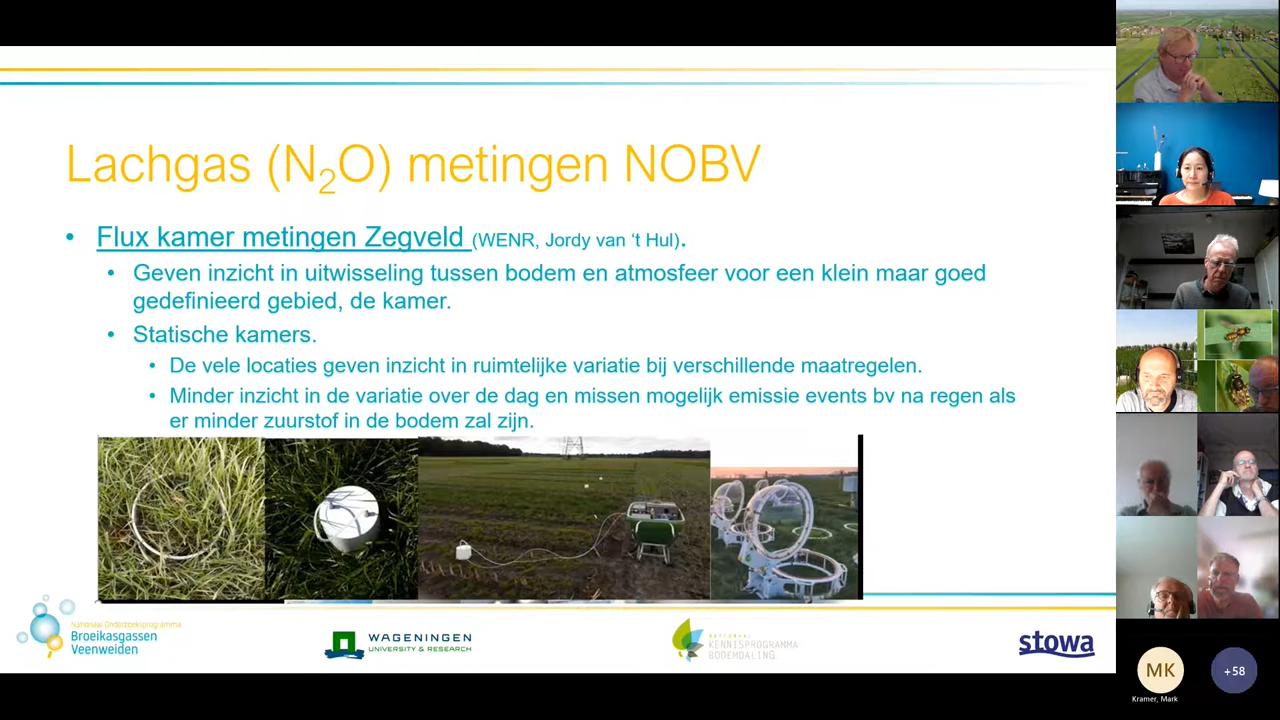 Lachgas (N₂O) metingen NOBV
• Flux kamer metingen Zegveld (WENR, Jordy van ‘t Hul).
• Geven inzicht in uitwisseling tussen bodem en atmosfeer voor een klein maar goed
gedefinieerd gebied, de kamer.
• Statische kamers.
• De vele locaties geven inzicht in ruimtelijke variatie bij verschillende maatregelen.
• Minder inzicht in de variatie over de dag en missen mogelijk emissie events bv na regen als
er minder zuurstof in de bodem zal zijn.
Nationaal Onderzoeksprogramma
Broeikasgassen
Veenweiden
WAGENINGEN
UNIVERSITY & RESEARCH
NATIONAAL
KENNISPROGRAMMA
BODEMDALING
stowa
MK
Kramer, Mark
+58